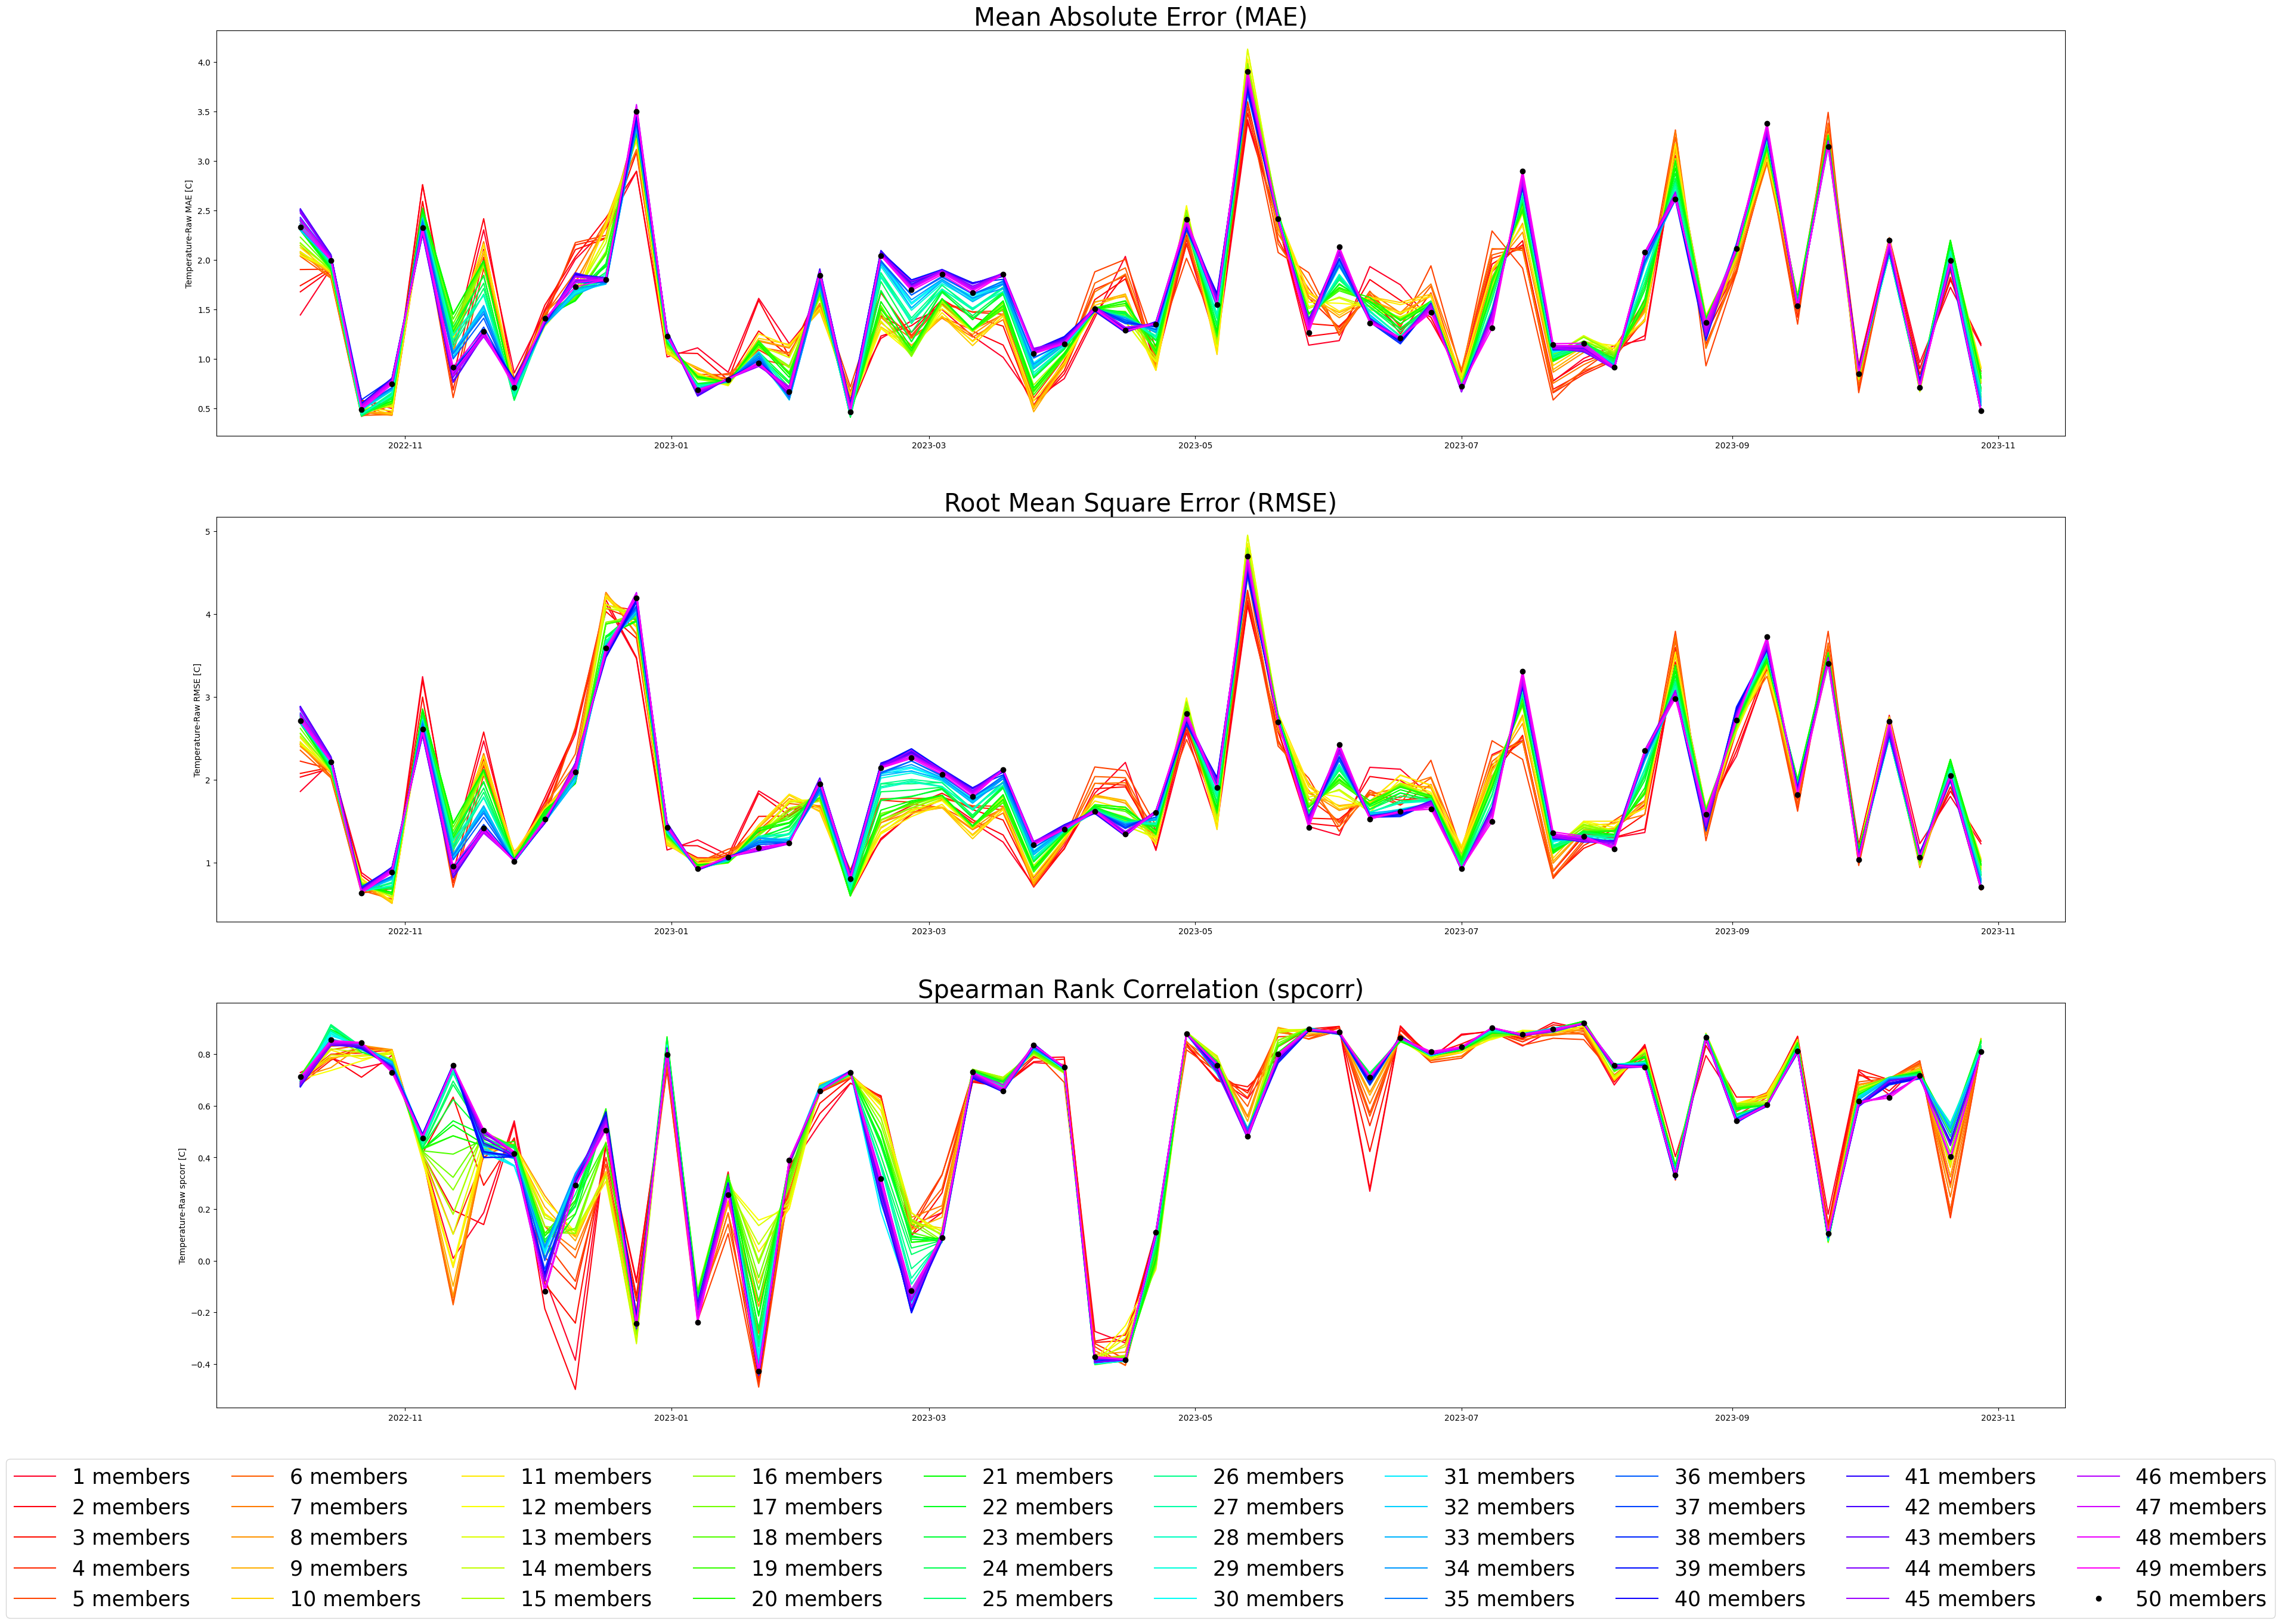 Mean Absolute Error (MAE)
Temperature-Raw MAE [C]
4.0
3.5
3.0
2.5
2.0
1.5
1.0
0.5
2022-11 2023-01 2023-03 2023-05 2023-07 2023-09 2023-11
Root Mean Square Error (RMSE)
Temperature-Raw RMSE [C]
5
4
3
2
1
2022-11 2023-01 2023-03 2023-05 2023-07 2023-09 2023-11
Spearman Rank Correlation (spcorr)
Temperature-Raw spcorr [C]
0.8
0.6
0.4
0.2
0.0
−0.2
−0.4
2022-11 2023-01 2023-03 2023-05 2023-07 2023-09 2023-11
1 members 6 members 11 members 16 members 21 members 26 members 31 members 36 members 41 members 46 members
2 members 7 members 12 members 17 members 22 members 27 members 32 members 37 members 42 members 47 members
3 members 8 members 13 members 18 members 23 members 28 members 33 members 38 members 43 members 48 members
4 members 9 members 14 members 19 members 24 members 29 members 34 members 39 members 44 members 49 members
5 members 10 members 15 members 20 members 25 members 30 members 35 members 40 members 45 members 50 members